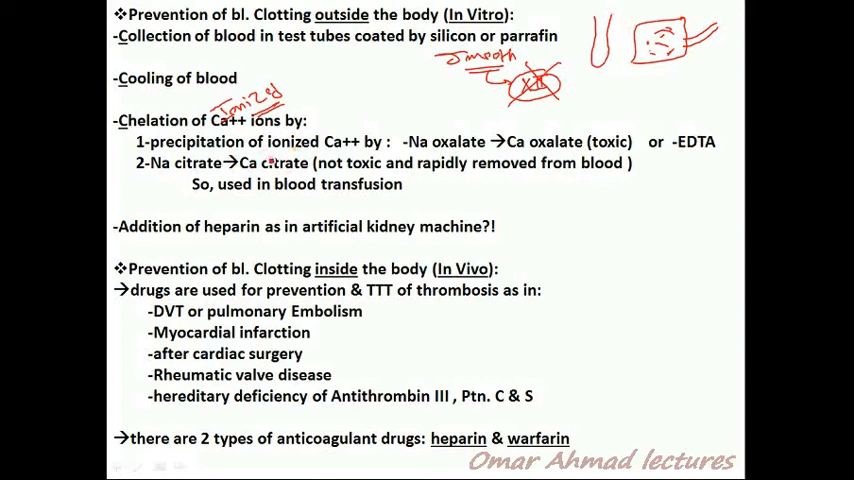 ❖Prevention of bl. Clotting outside the body (In Vitro):
-Collection of blood in test tubes coated by silicon or parrafin
Smooth
XII
-Cooling of blood
Ionized
-Chelation of Ca++ ions by:
1-precipitation of ionized Ca++ by : -Na oxalate →Ca oxalate (toxic) or -EDTA
2-Na citrate→Ca citrate (not toxic and rapidly removed from blood )
So, used in blood transfusion
-Addition of heparin as in artificial kidney machine?!
❖Prevention of bl. Clotting inside the body (In Vivo):
→drugs are used for prevention & TTT of thrombosis as in:
-DVT or pulmonary Embolism
-Myocardial infarction
-after cardiac surgery
-Rheumatic valve disease
-hereditary deficiency of Antithrombin III , Ptn. C & S
→there are 2 types of anticoagulant drugs: heparin & warfarin
Omar Ahmad lectures